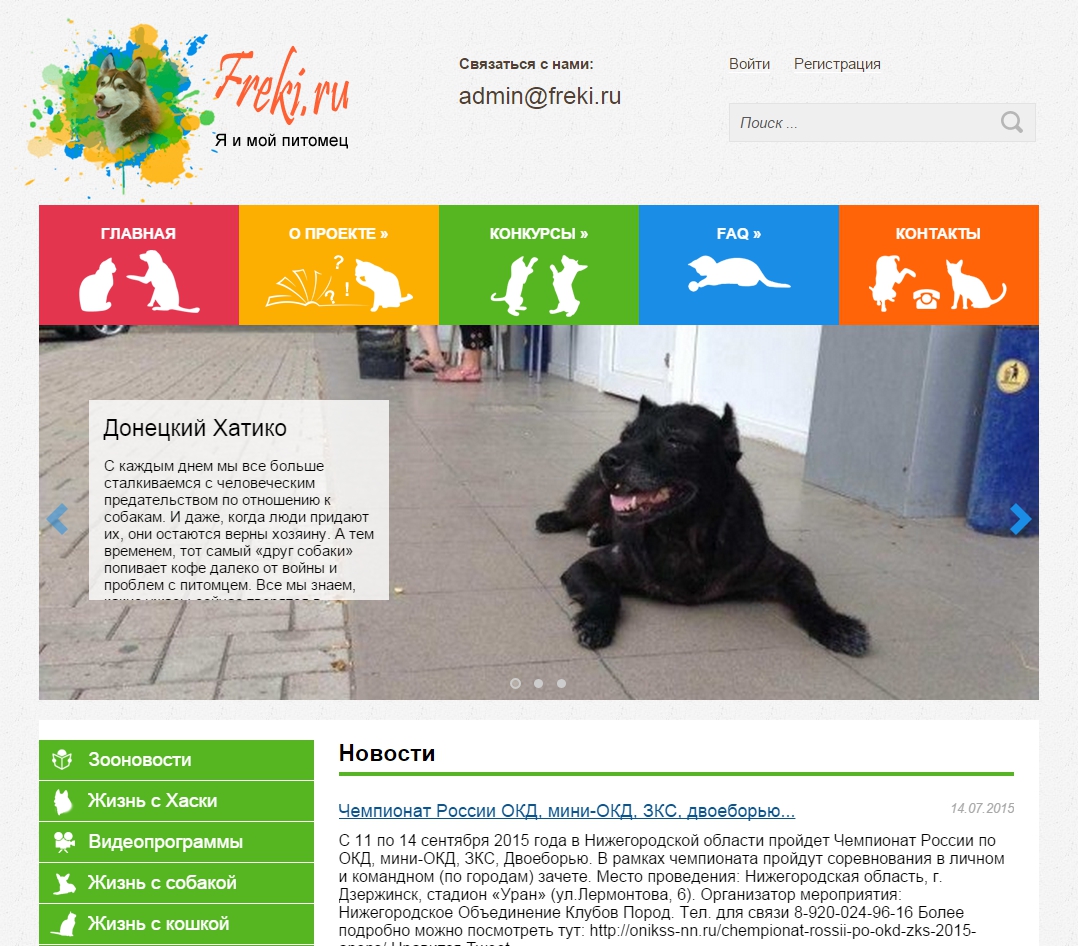 Freki.ru
Я и мой питомец
Связаться с нами:
admin@freki.ru
Войти Регистрация
Поиск ...
ГЛАВНАЯ
О ПРОЕКТЕ »
КОНКУРСЫ »
FAQ »
КОНТАКТЫ
Донецкий Хатико
С каждым днем мы все больше
сталкиваемся с человеческим
предательством по отношению к
собакам. И даже, когда люди придают
их, они остаются верны хозяину. А тем
временем, тот самый «друг собаки»
попивает кофе далеко от войны и
проблем с питомцем. Все мы знаем,
Зооновости
Жизнь с Хаски
Видеопрограммы
Жизнь с собакой
Жизнь с кошкой
Новости
Чемпионат России ОКД, мини-ОКД, ЗКС, двоеборью...
14.07.2015
С 11 по 14 сентября 2015 года в Нижегородской области пройдет Чемпионат России по
ОКД, мини-ОКД, ЗКС, Двоеборью. В рамках чемпионата пройдут соревнования в личном
и командном (по городам) зачете. Место проведения: Нижегородская область, г.
Дзержинск, стадион «Уран» (ул.Лермонтова, 6). Организатор мероприятия:
Нижегородское Объединение Клубов Пород. Тел. для связи 8-920-024-96-16 Более
подробно можно посмотреть тут: http://onikss-nn.ru/chempionat-rossii-po-okd-zks-2015-